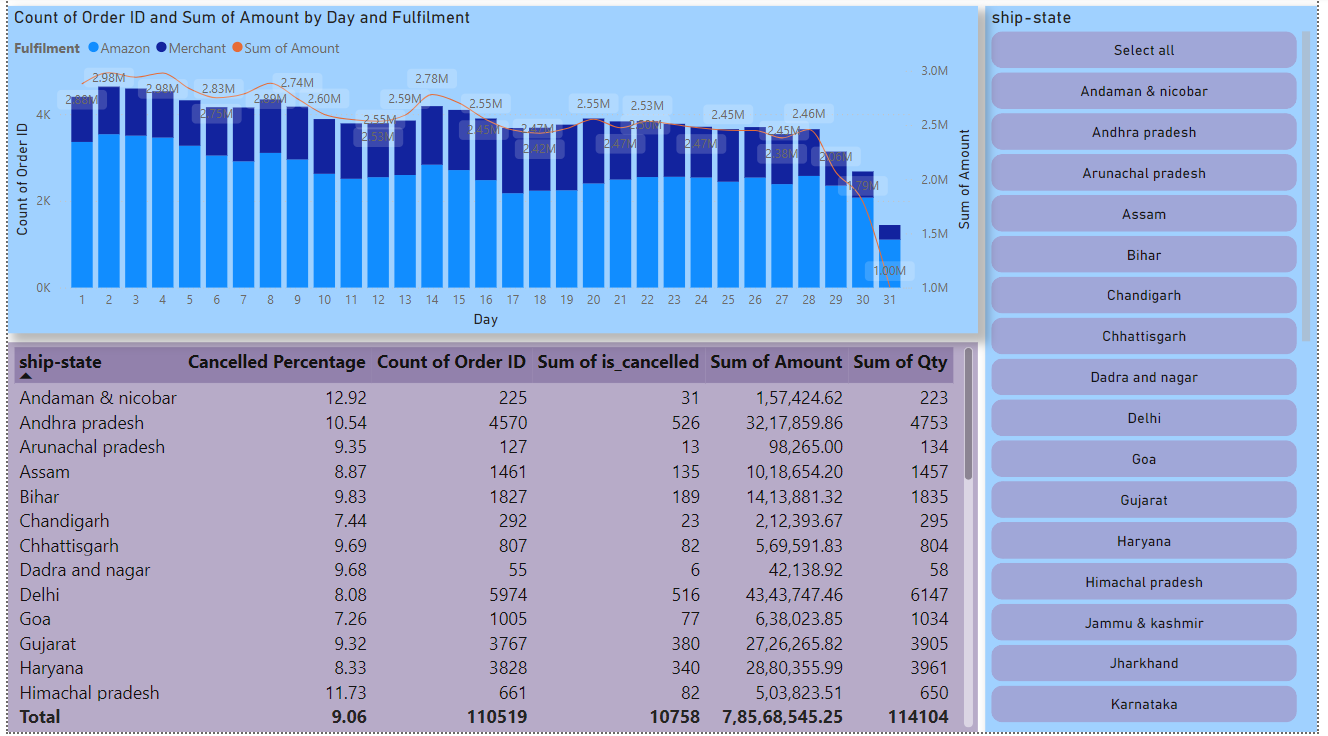 Count of Order ID and Sum of Amount by Day and Fulfilment
Fulfilment Amazon Merchant Sum of Amount
Count of Order ID
4K
2K
0K
2.98M
2.98M
2.83M
2.75M
2.89M
2.74M
2.60M
2.55M
2.53M
2.59M
2.78M
2.55M
2.45M
2.47M
2.42M
2.55M
2.47M
2.53M
2.50M
2.47M
2.45M
2.45M
2.38M
2.46M
2.06M
1.79M
1.00M
3.0M
2.5M
2.0M
1.5M
1.0M
Sum of Amount
1 2 3 4 5 6 7 8 9 10 11 12 13 14 15 16 17 18 19 20 21 22 23 24 25 26 27 28 29 30 31
Day
ship-state Cancelled Percentage Count of Order ID Sum of is_cancelled Sum of Amount Sum of Qty
Andaman & nicobar 12.92 225 31 1,57,424.62 223
Andhra pradesh 10.54 4570 526 32,17,859.86 4753
Arunachal pradesh 9.35 127 13 98,265.00 134
Assam 8.87 1461 135 10,18,654.20 1457
Bihar 9.83 1827 189 14,13,881.32 1835
Chandigarh 7.44 292 23 2,12,393.67 295
Chhattisgarh 9.69 807 82 5,69,591.83 804
Dadra and nagar 9.68 55 6 42,138.92 58
Delhi 8.08 5974 516 43,43,747.46 6147
Goa 7.26 1005 77 6,38,023.85 1034
Gujarat 9.32 3767 380 27,26,265.82 3905
Haryana 8.33 3828 340 28,80,355.99 3961
Himachal pradesh 11.73 661 82 5,03,823.51 650
Total 9.06 110519 10758 7,85,68,545.25 114104
ship-state
Select all
Andaman & nicobar
Andhra pradesh
Arunachal pradesh
Assam
Bihar
Chandigarh
Chhattisgarh
Dadra and nagar
Delhi
Goa
Gujarat
Haryana
Himachal pradesh
Jammu & kashmir
Jharkhand
Karnataka